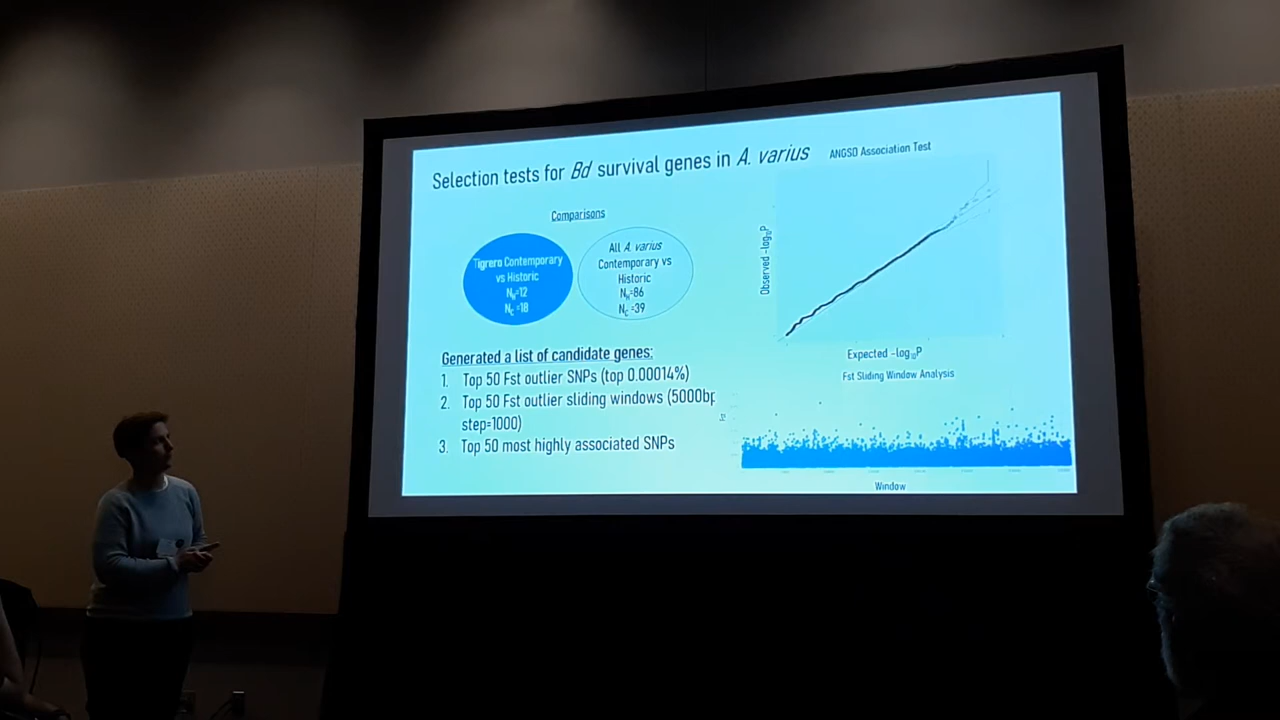 Selection tests for Bd survival genes in A. varius
ANGSD Association Test
Comparisons
Tigrero Contemporary
vs Historic
N_H=12
N_C=18
All A. varius
Contemporary vs
Historic
N_H=86
N_C=39
Observed -log₁₀P
Expected -log₁₀P
Generated a list of candidate genes:
1. Top 50 Fst outlier SNPs (top 0.00014%)
2. Top 50 Fst outlier sliding windows (5000bp
step=1000)
3. Top 50 most highly associated SNPs
Fst Sliding Window Analysis
Window